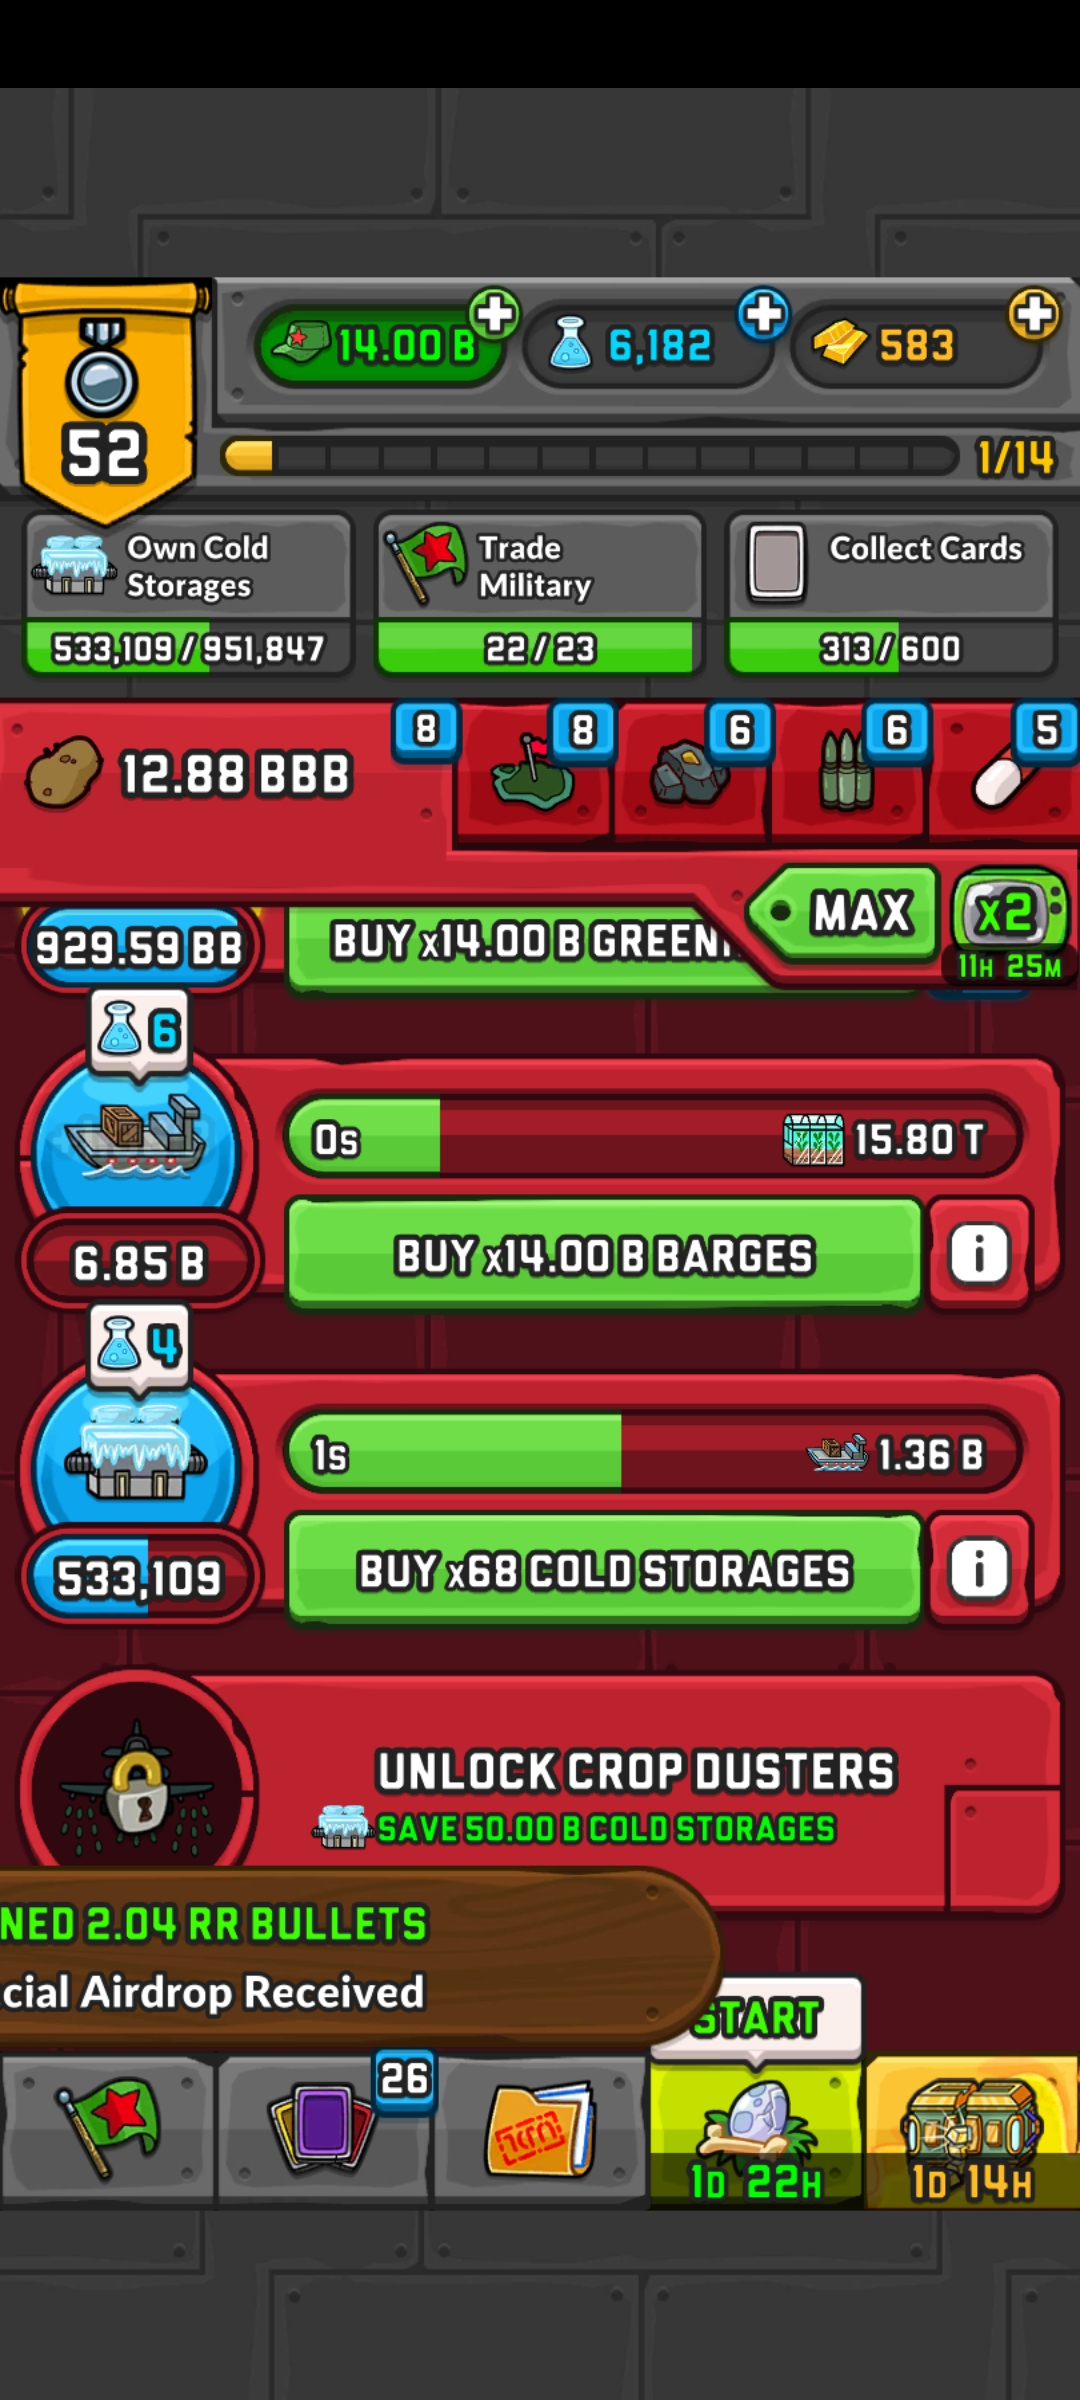 14.00 B
6,182
583
52
1/14
Own Cold
Storages
533,109 / 951,847
Trade
Military
22 / 23
Collect Cards
313 / 600
12.88 BBB
8
8
6
6
5
MAX
x2
11H 25M
929.59 BB
BUY x14.00 B
6
0s
15.80 T
6.85 B
BUY x14.00 B BARGES
i
4
1s
1.36 B
533,109
BUY x68 COLD STORAGES
i
UNLOCK CROP DUSTERS
SAVE 50.00 B COLD STORAGES
NED 2.04 RR BULLETS
cial Airdrop Received
START
26
1D 22H
1D 14H